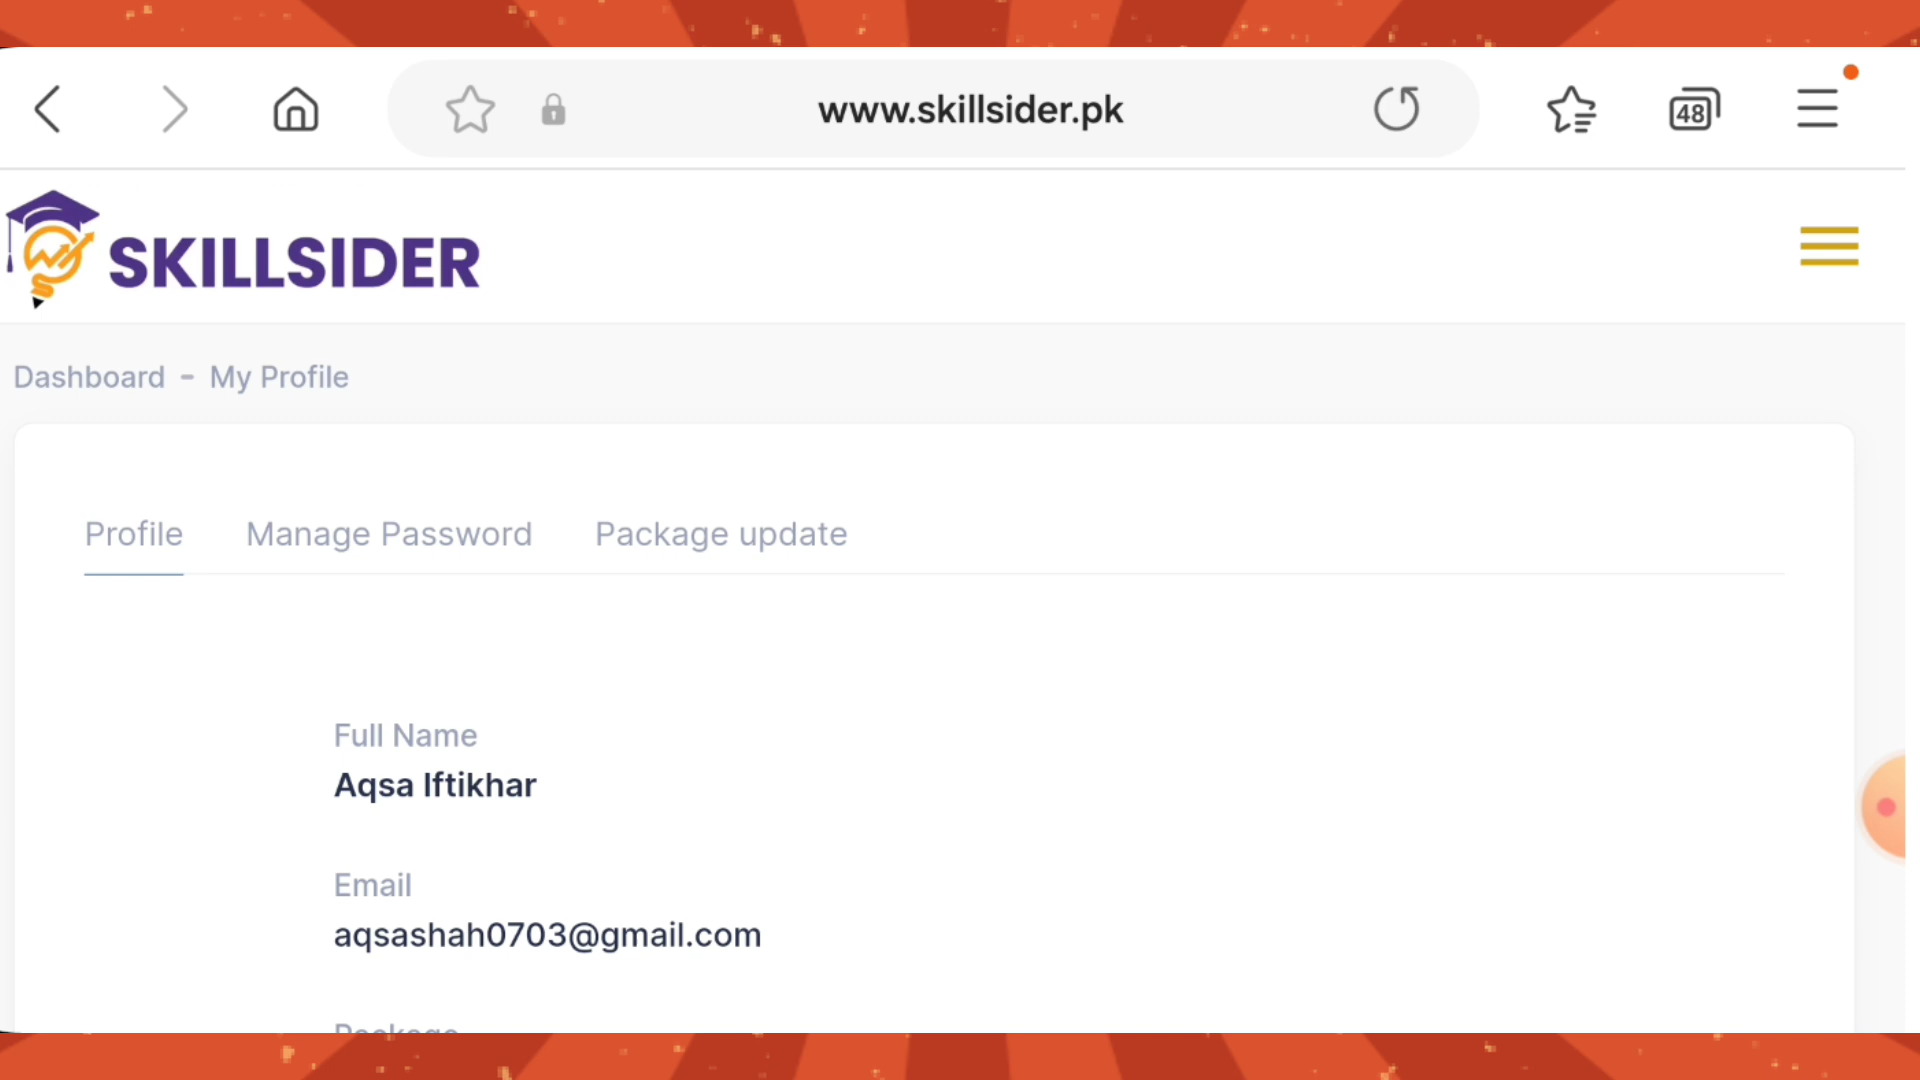 www.skillsider.pk
48
SKILLSIDER
Dashboard - My Profile
Profile Manage Password Package update
Full Name
Aqsa Iftikhar
Email
aqsashah0703@gmail.com
Package